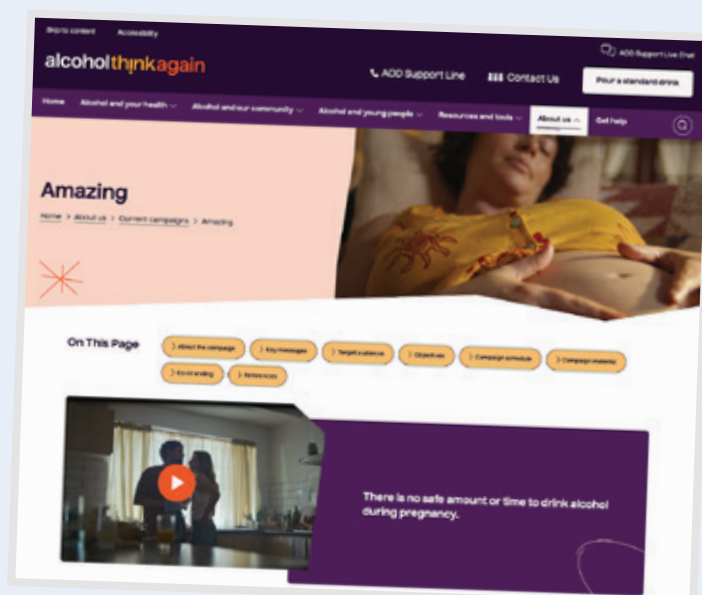 Skip to content Accessibility
AOD Support Live Chat
alcoholthinkagain
AOD Support Line Contact Us Pour a standard drink
Home Alcohol and your health Alcohol and our community Alcohol and young people Resources and tools About us Get help
Amazing
Home > About us > Current campaigns > Amazing
On This Page
About the campaign Key messages Target audience Objectives Campaign schedule Campaign material
Co-branding References
There is no safe amount or time to drink alcohol
during pregnancy.